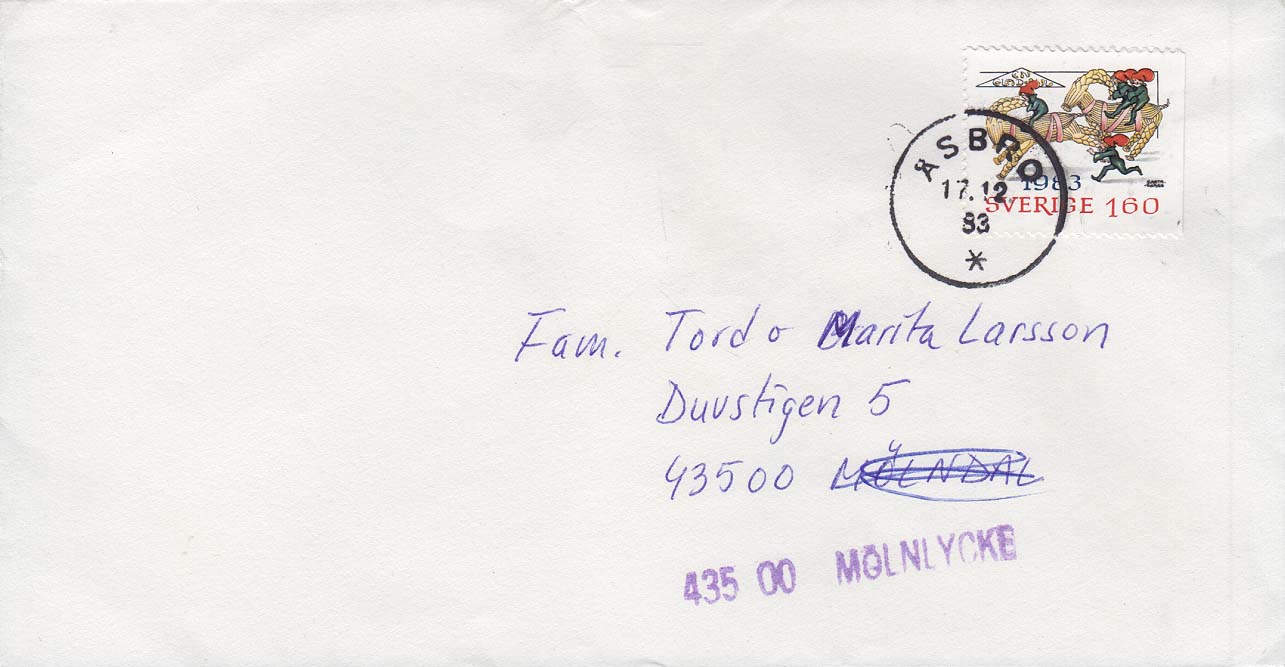 ÅSBRO
17.12
83
*
1983
SVERIGE 160
Fam. Tord o Marita Larsson
Duvstigen 5
43500 MÖLNDAL
435 00 MÖLNLYCKE